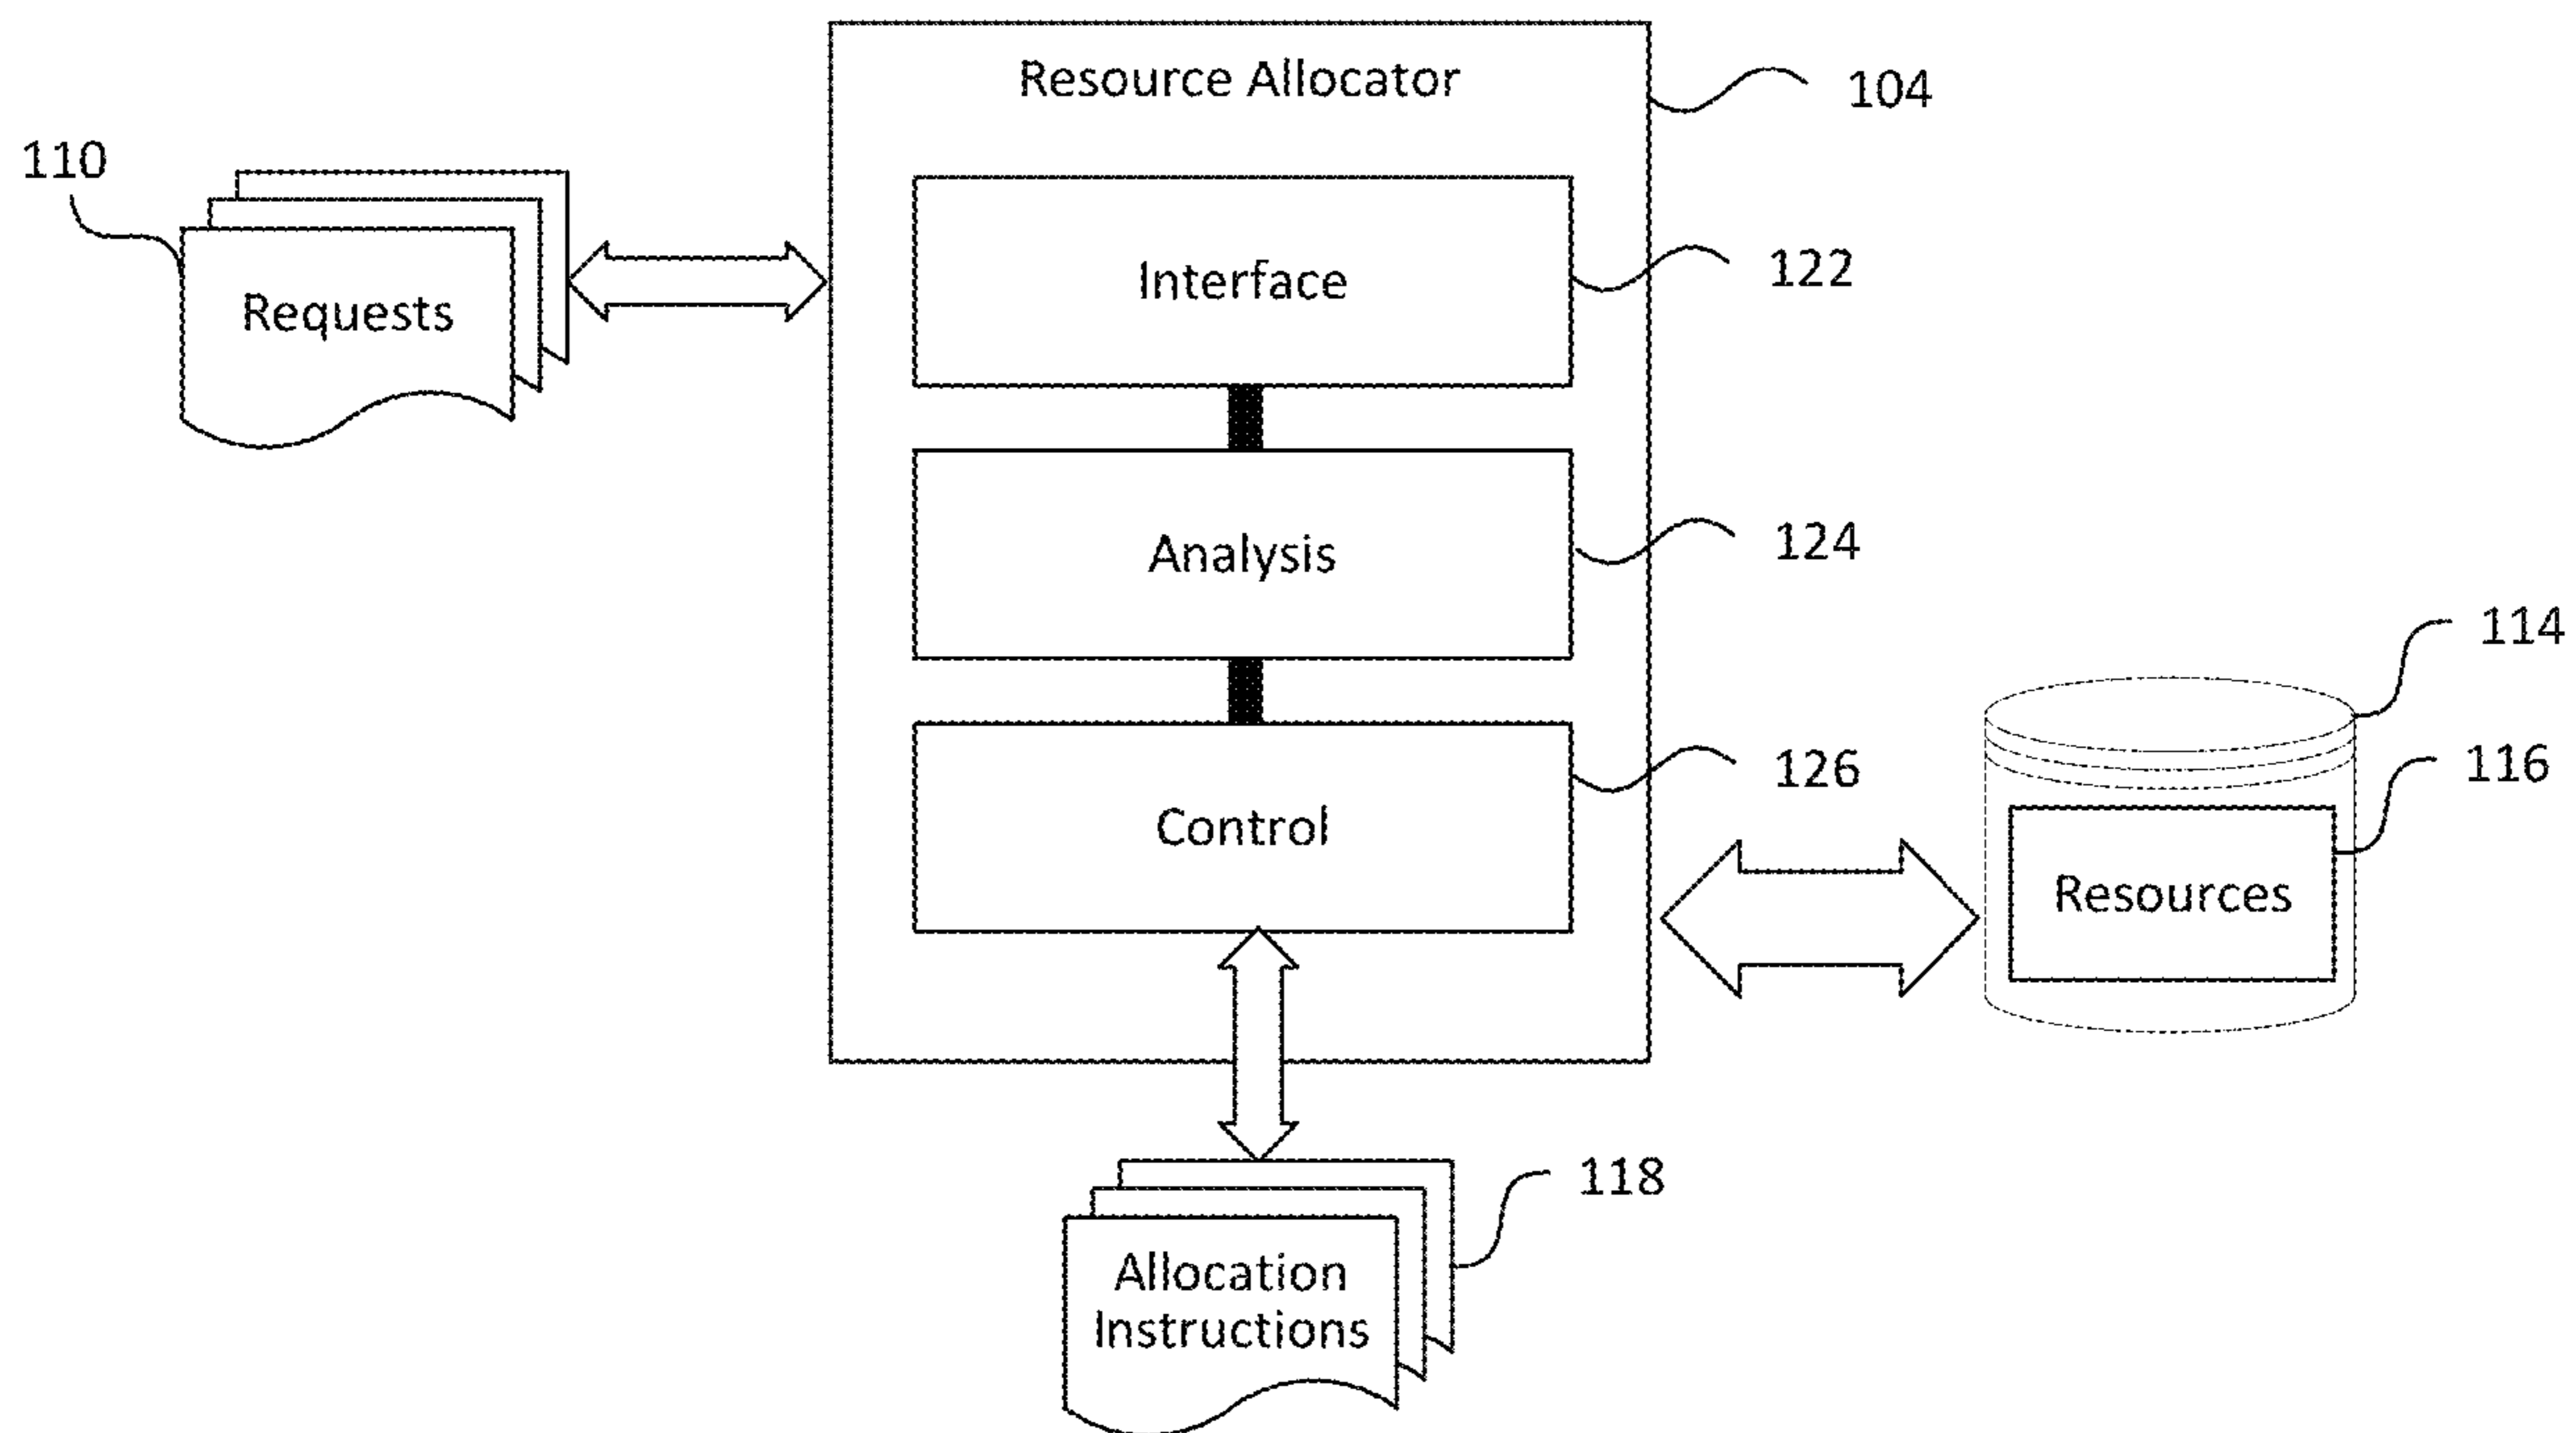 Resource Allocator
104
110
Requests
Interface
122
Analysis
124
114
116
Control
126
Resources
118
Allocation
Instructions